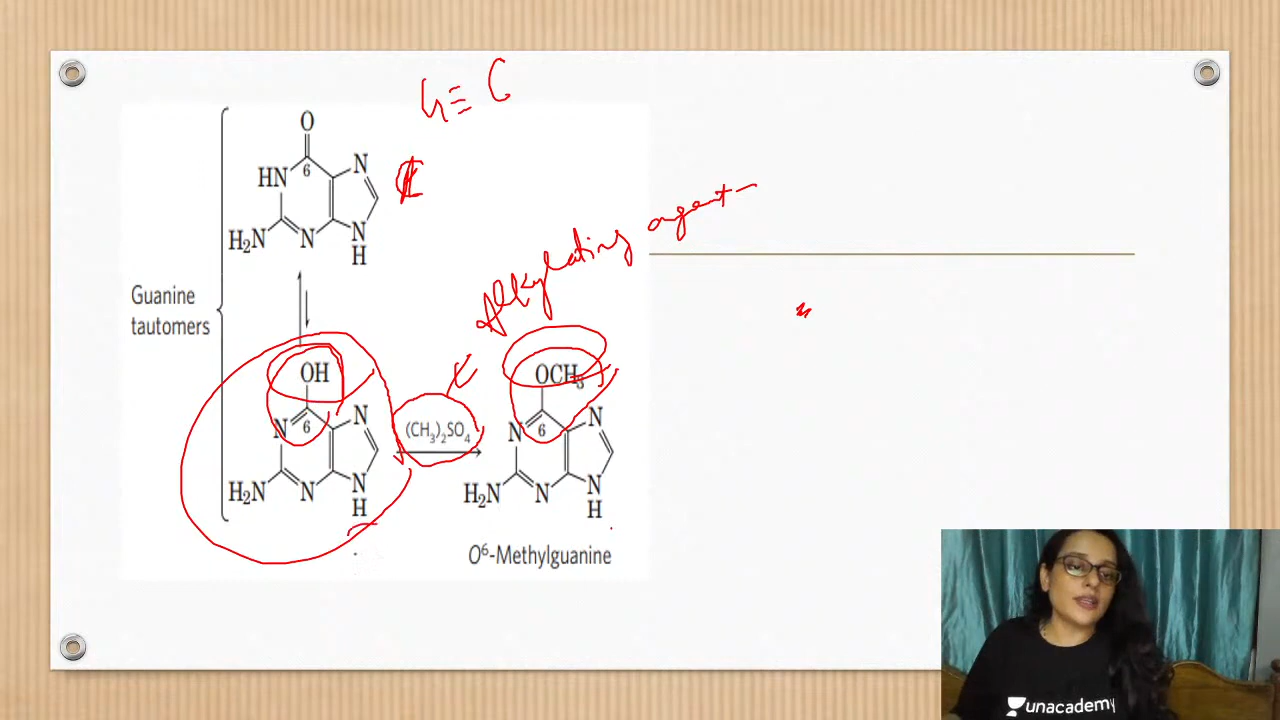 G≡C
O
6
N
HN
H₂N
N
N
H
Alkylating agent
Guanine
tautomers
OH
N
6
N
H₂N
N
N
H
(CH₃)₂SO₄
OCH₃
N
6
N
H₂N
N
N
H
O⁶-Methylguanine
unacademy